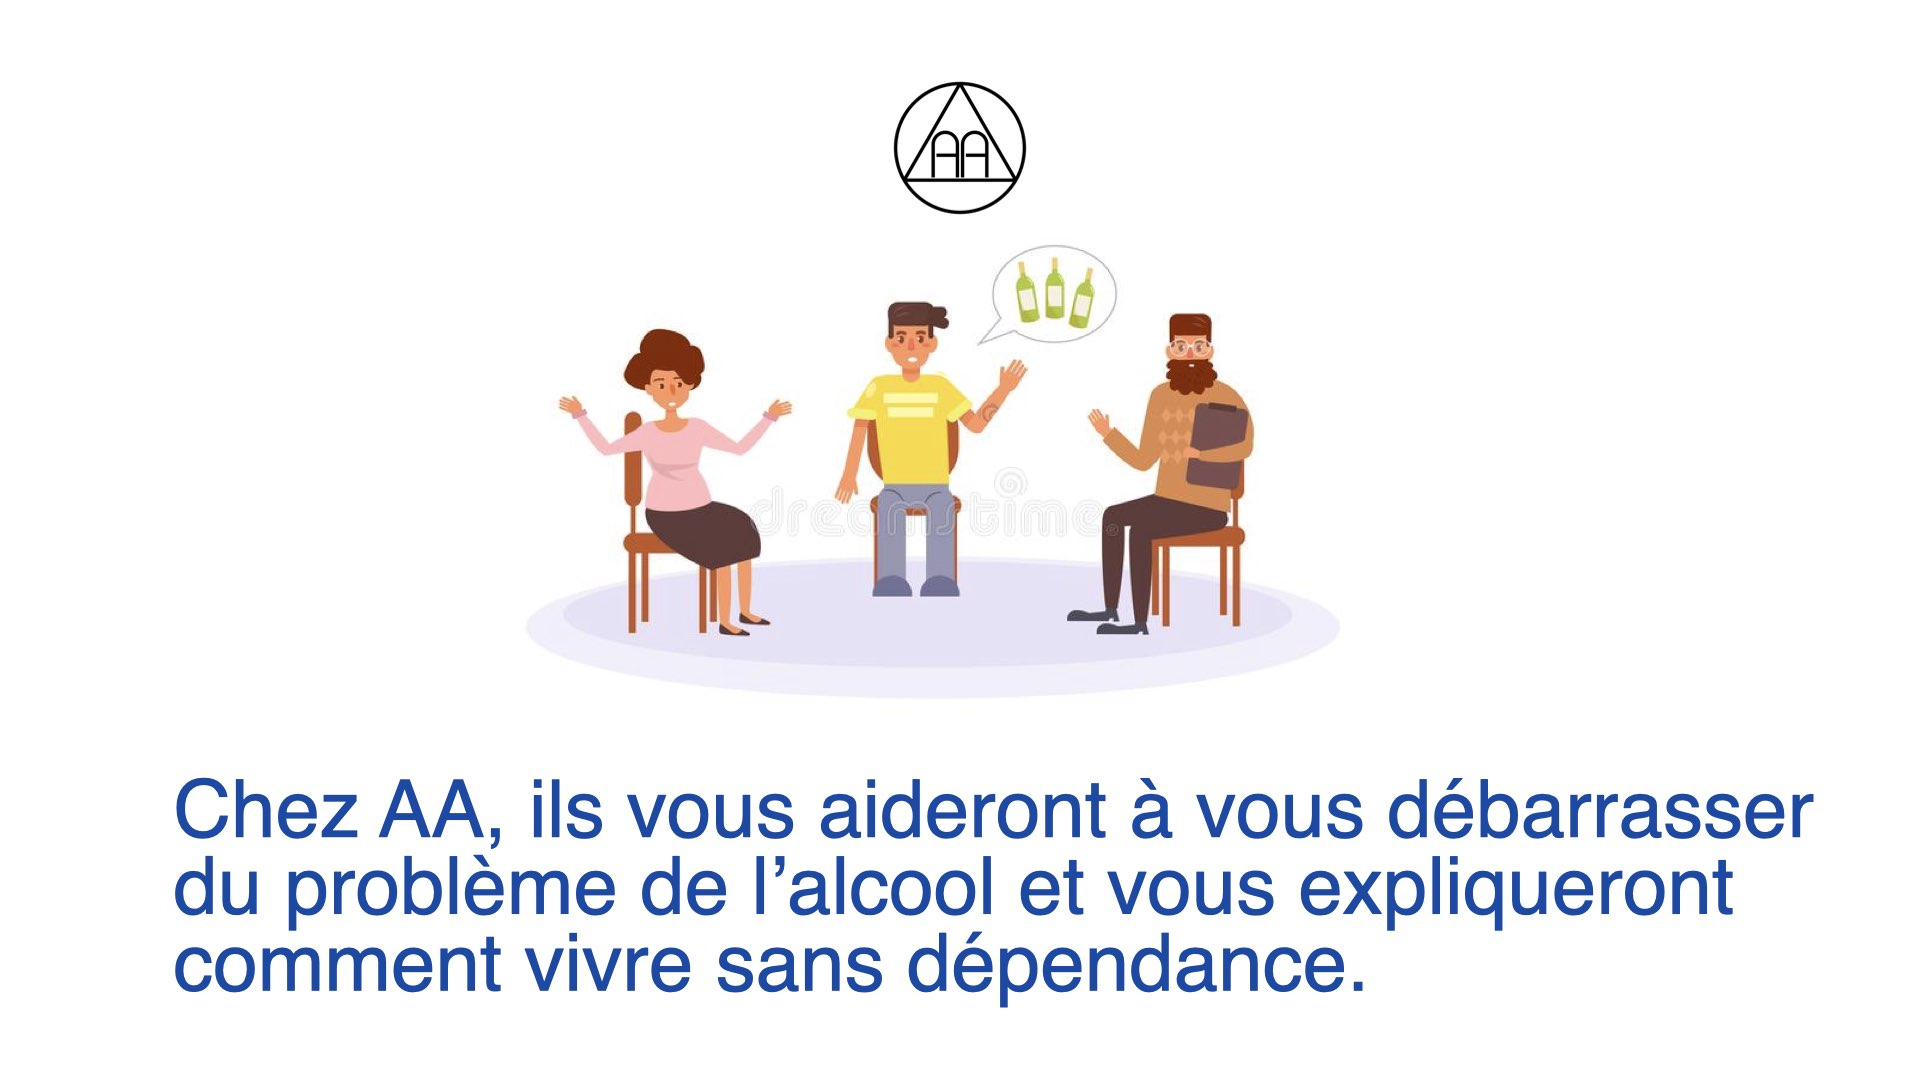 AA
dreamstime
Chez AA, ils vous aideront à vous débarrasser
du problème de l’alcool et vous expliqueront
comment vivre sans dépendance.